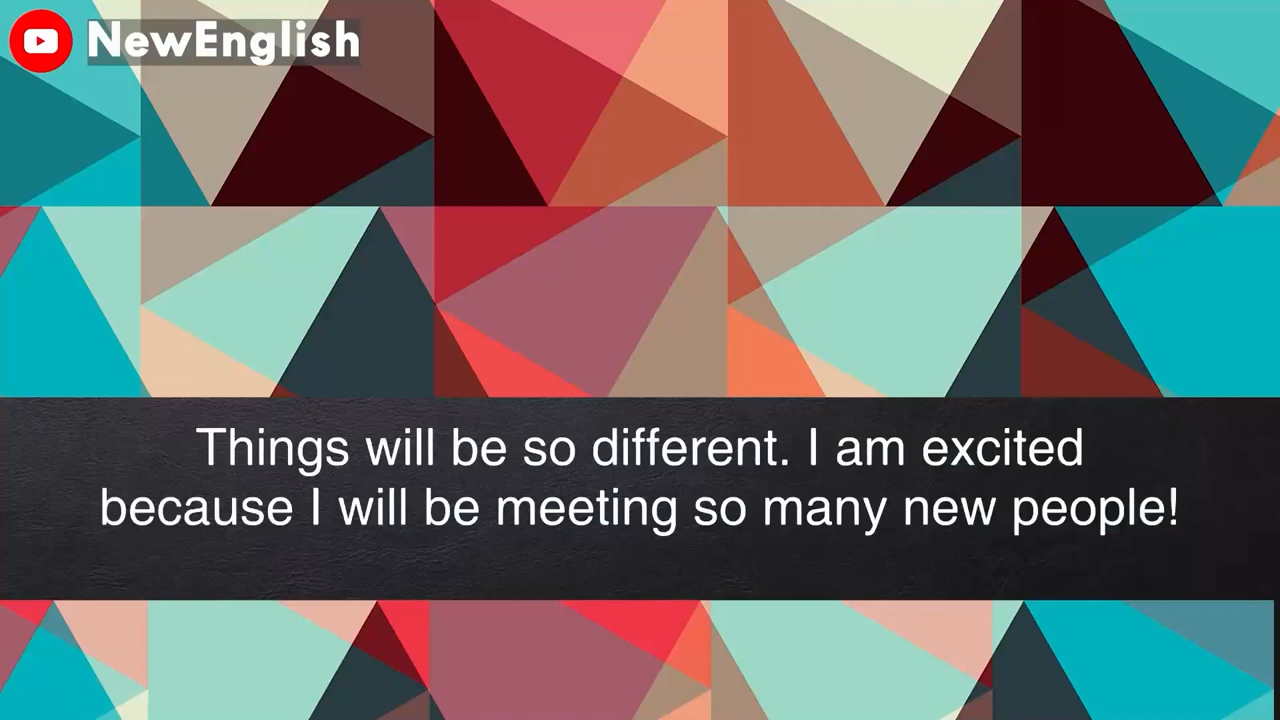 NewEnglish
Things will be so different. I am excited
because I will be meeting so many new people!